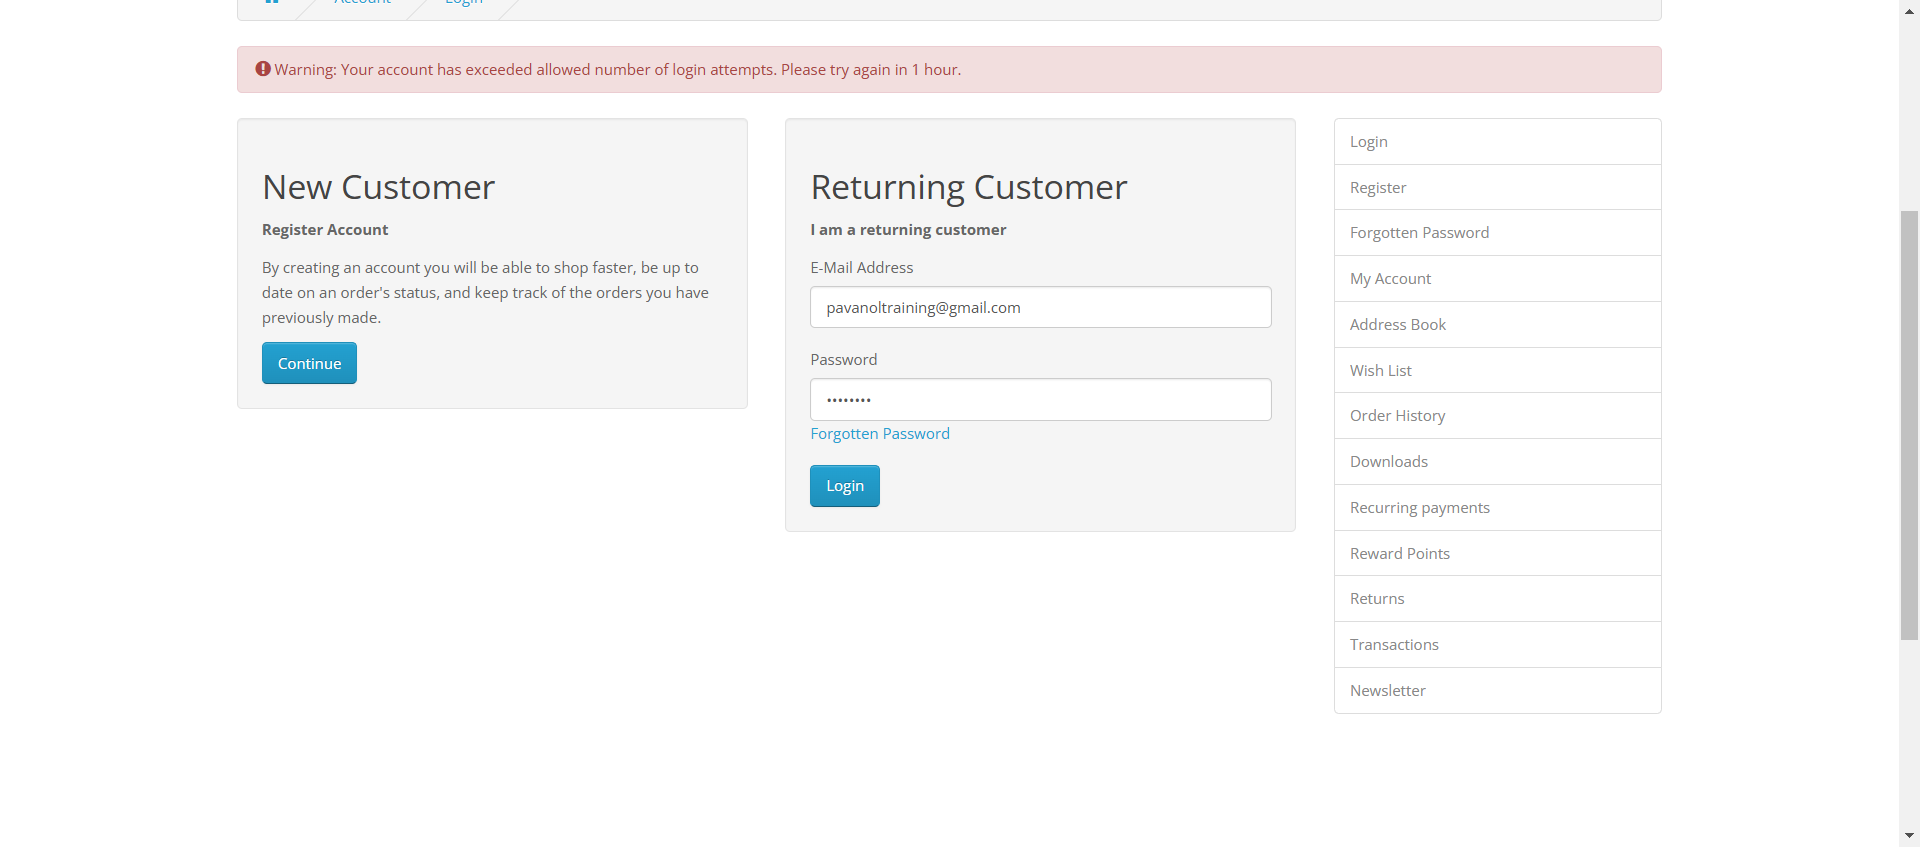 Account
Login
Warning: Your account has exceeded allowed number of login attempts. Please try again in 1 hour.
New Customer
Register Account
By creating an account you will be able to shop faster, be up to
date on an order's status, and keep track of the orders you have
previously made.
Continue
Returning Customer
I am a returning customer
E-Mail Address
pavanoltraining@gmail.com
Password
••••••••
Forgotten Password
Login
Login
Register
Forgotten Password
My Account
Address Book
Wish List
Order History
Downloads
Recurring payments
Reward Points
Returns
Transactions
Newsletter